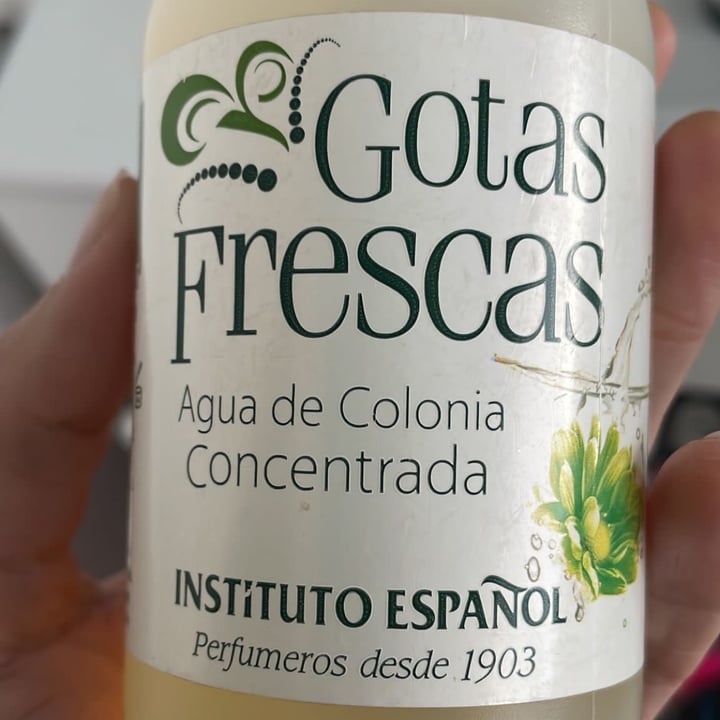 Gotas
Frescas
Agua de Colonia
Concentrada
INSTITUTO ESPAÑOL
Perfumeros desde 1903